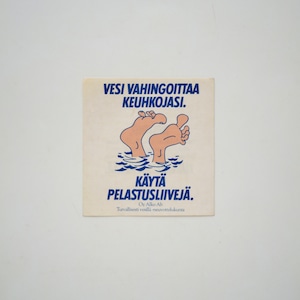 VESI VAHINGOITTAA
KEUHKOJASI.
KÄYTÄ
PELASTUSLIIVEJÄ.